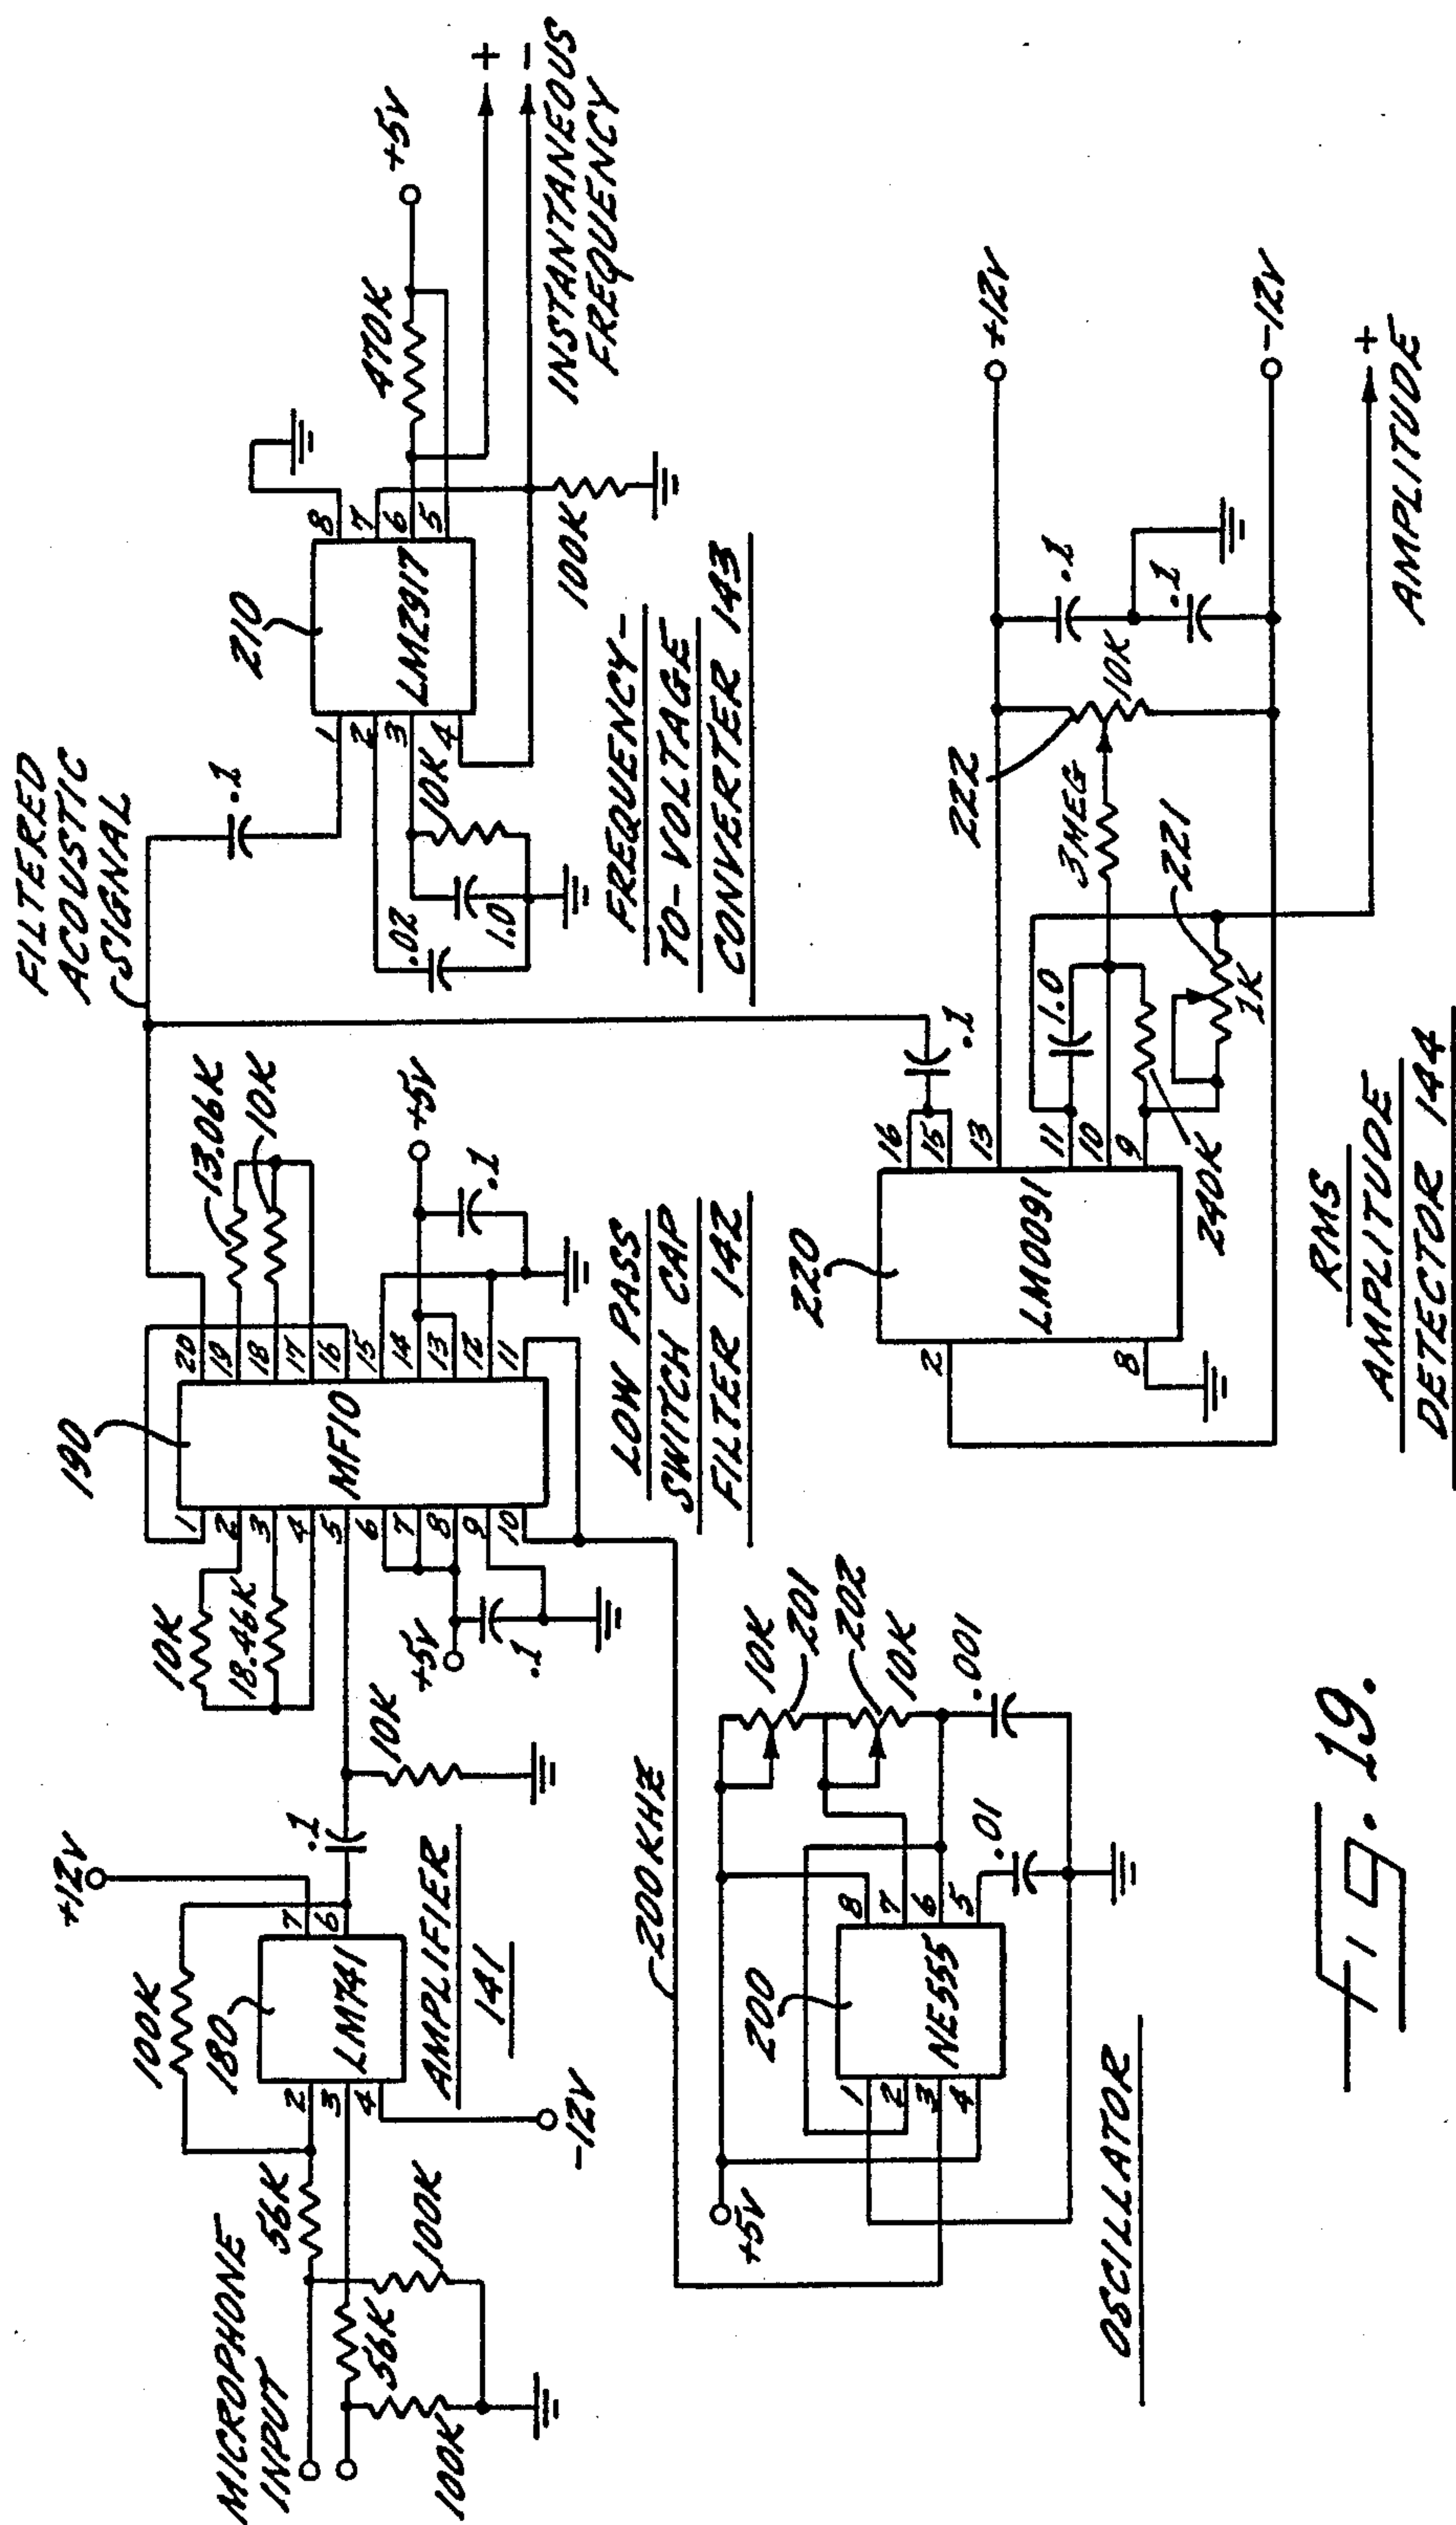 MICROPHONE
INPUT
56K
56K
100K
100K
100K
180
LM741
2
3
4
7
6
+12V
-12V
AMPLIFIER
141
.1
10K
10K
18.46K
190
MF10
1
2
3
4
5
6
7
8
9
10
20
19
18
17
16
15
14
13
12
11
+5V
.1
13.06K
10K
+5V
.1
LOW PASS
SWITCH CAP
FILTER 142
FILTERED
ACOUSTIC
SIGNAL
.1
210
LM2917
1
2
3
4
8
7
6
5
.02
1.0
10K
470K
+5V
100K
+
-
INSTANTANEOUS
FREQUENCY
FREQUENCY-
TO-VOLTAGE
CONVERTER 143
200KHZ
+5V
200
NE555
1
2
3
4
8
7
6
5
10K
201
202
10K
.001
.01
OSCILLATOR
.1
220
LM0091
2
8
16
15
13
11
10
9
1.0
240K
3MEG
221
1K
222
10K
.1
.1
+12V
-12V
+
AMPLITUDE
RMS
AMPLITUDE
DETECTOR 144
Fig. 19.